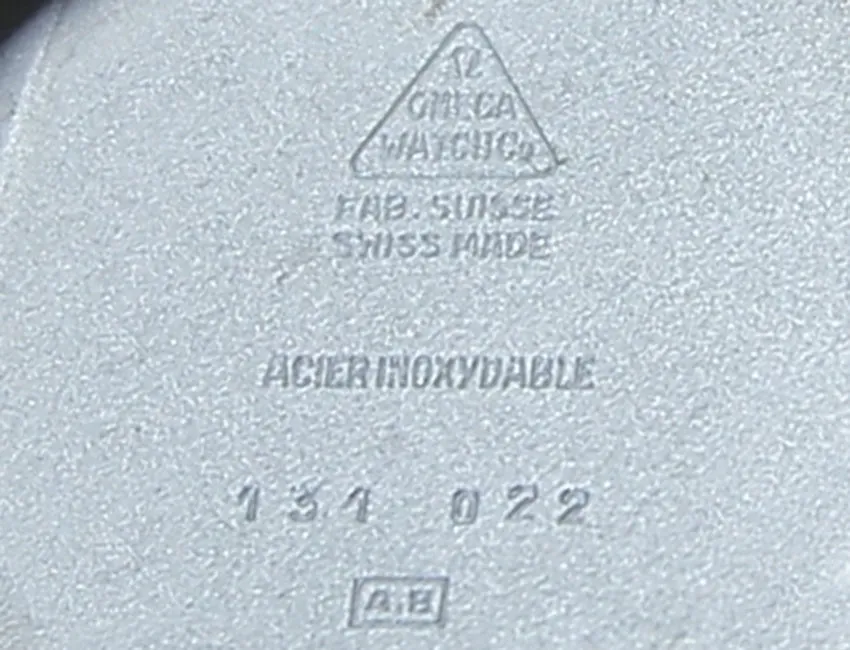 Ω
OMEGA
WATCH Co
FAB. SUISSE
SWISS MADE
ACIER INOXYDABLE
131 022
A.B